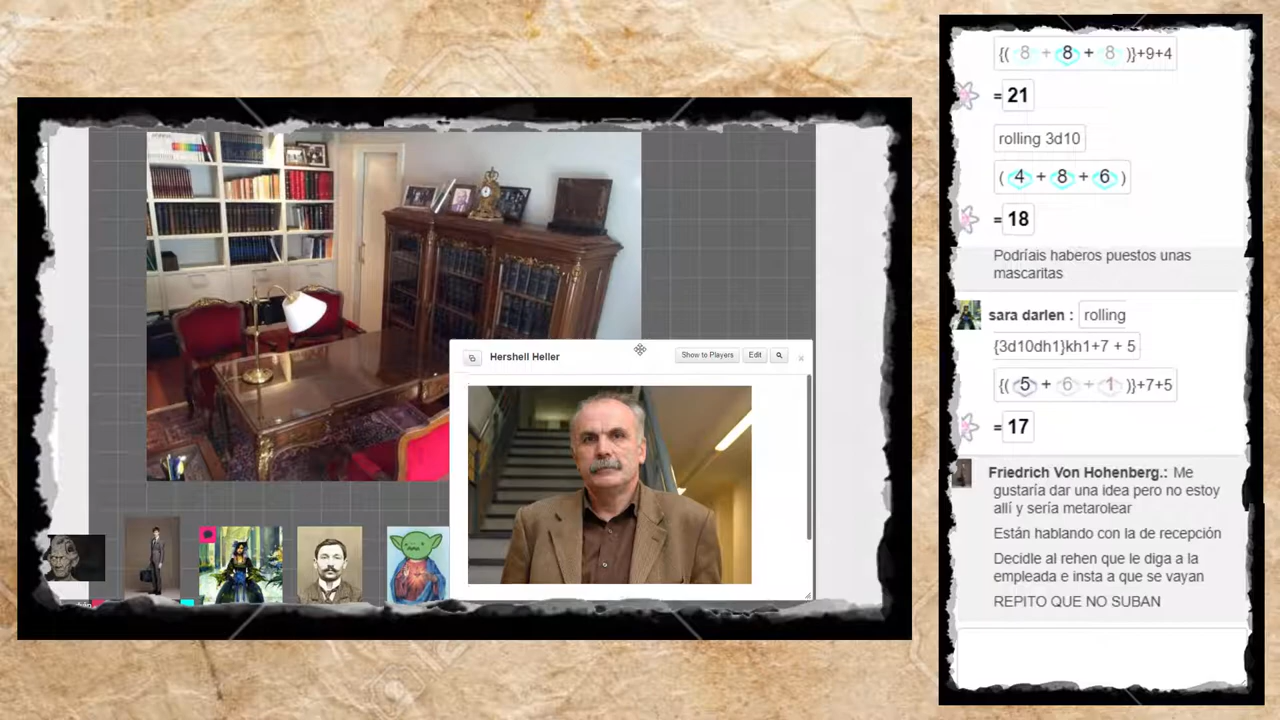 Hershell Heller
Show to Players
Edit
{( 8 + 8 + 8 )}+9+4
= 21
rolling 3d10
( 4 + 8 + 6 )
= 18
Podríais haberos puestos unas
mascaritas
sara darlen : rolling
{3d10dh1}kh1+7 + 5
{( 5 + 6 + 1 )}+7+5
= 17
Friedrich Von Hohenberg.: Me
gustaría dar una idea pero no estoy
allí y sería metarolear
Están hablando con la de recepción
Decidle al rehen que le diga a la
empleada e insta a que se vayan
REPITO QUE NO SUBAN